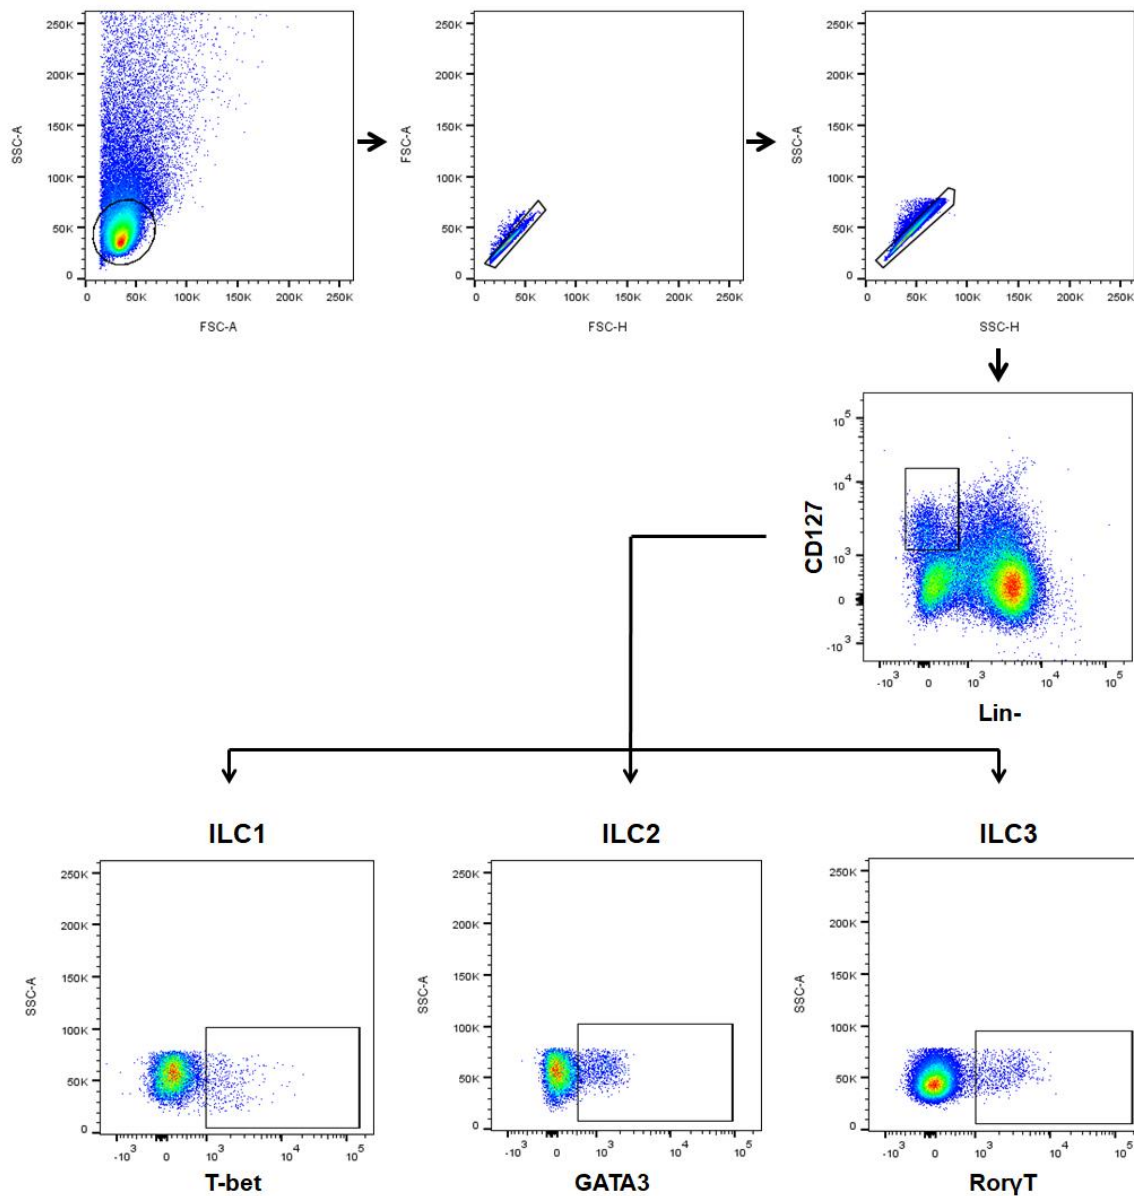 250K
200K
150K
100K
50K
0
SSC-A
0 50K 100K 150K 200K 250K
FSC-A
250K
200K
150K
100K
50K
0
FSC-A
0 50K 100K 150K 200K 250K
FSC-H
250K
200K
150K
100K
50K
0
SSC-A
0 50K 100K 150K 200K 250K
SSC-H
10^5
10^4
10^3
0
-10^3
CD127
-10^3 0 10^3 10^4 10^5
Lin-
ILC1
250K
200K
150K
100K
50K
0
SSC-A
-10^3 0 10^3 10^4 10^5
T-bet
ILC2
250K
200K
150K
100K
50K
0
SSC-A
-10^3 0 10^3 10^4 10^5
GATA3
ILC3
250K
200K
150K
100K
50K
0
SSC-A
-10^3 0 10^3 10^4 10^5
RorγT